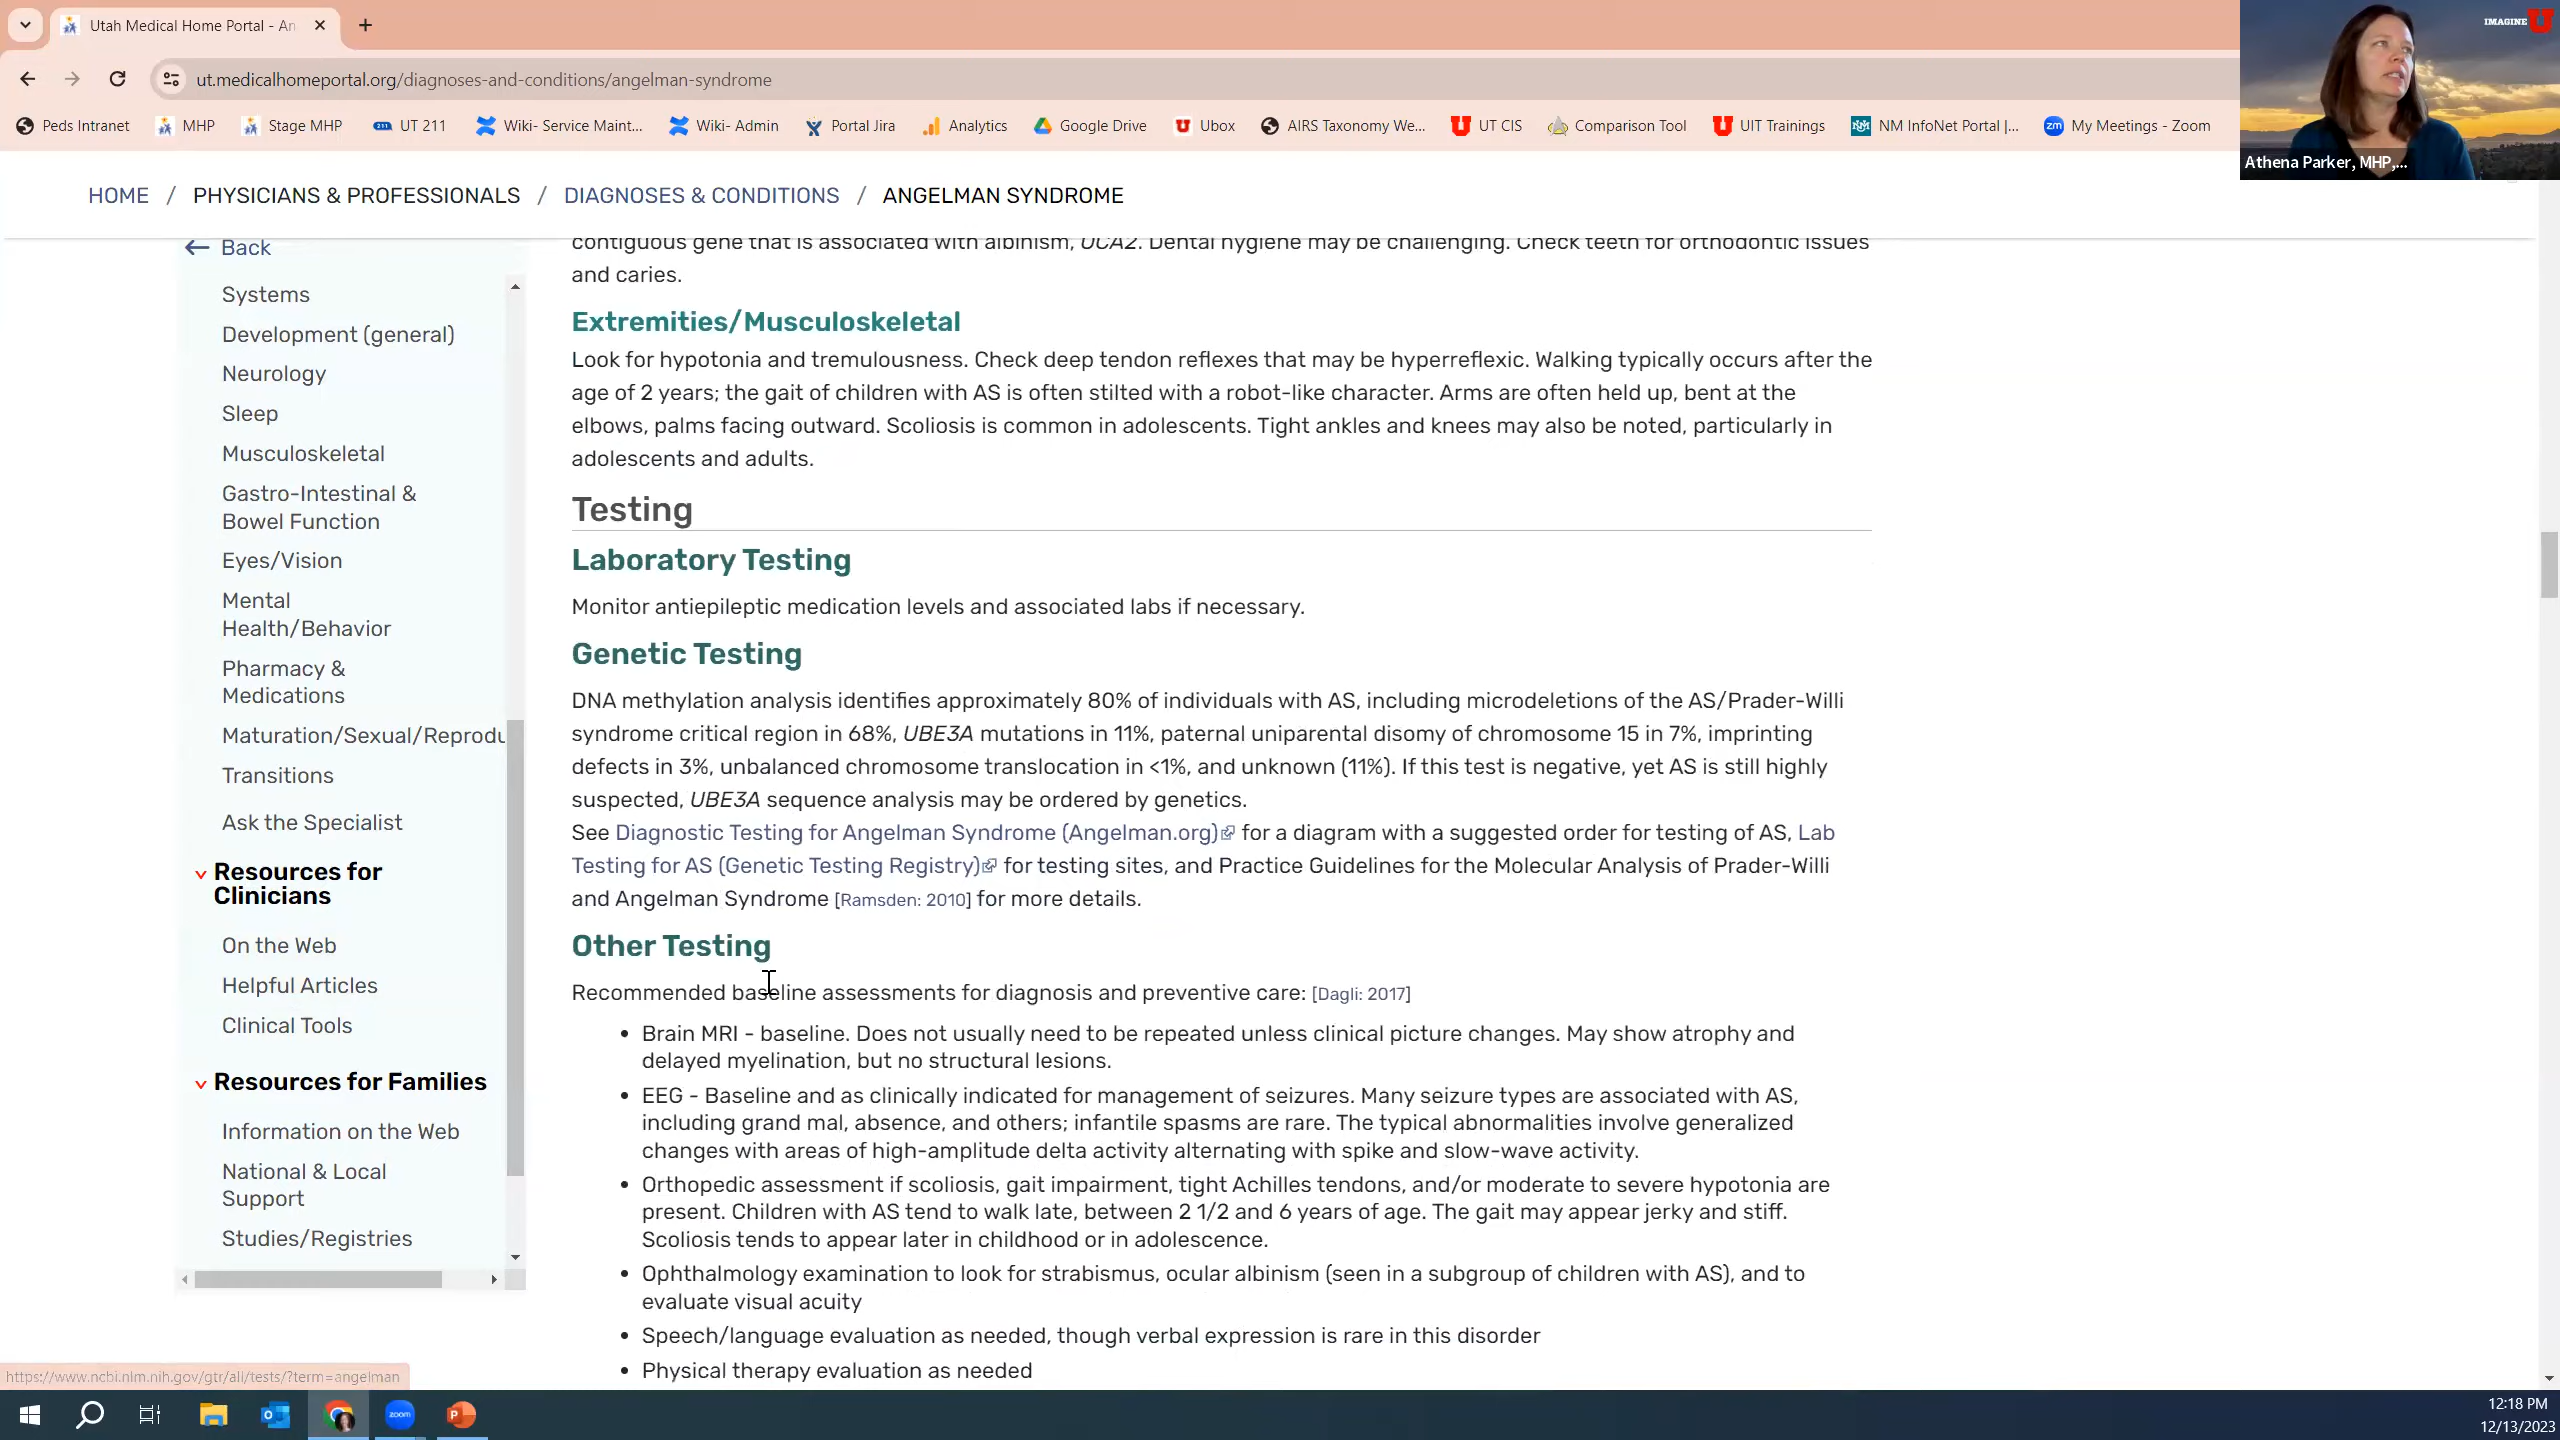 Utah Medical Home Portal - An
IMAGINE U
ut.medicalhomeportal.org/diagnoses-and-conditions/angelman-syndrome
Peds Intranet MHP Stage MHP UT 211 Wiki- Service Maint... Wiki- Admin Portal Jira Analytics Google Drive Ubox AIRS Taxonomy We... UT CIS Comparison Tool UIT Trainings NM InfoNet Portal |... My Meetings - Zoom
Athena Parker, MHP,...
HOME / PHYSICIANS & PROFESSIONALS / DIAGNOSES & CONDITIONS / ANGELMAN SYNDROME
Back
Systems
Development (general)
Neurology
Sleep
Musculoskeletal
Gastro-Intestinal &
Bowel Function
Eyes/Vision
Mental
Health/Behavior
Pharmacy &
Medications
Maturation/Sexual/Reprodu
Transitions
Ask the Specialist
Resources for
Clinicians
On the Web
Helpful Articles
Clinical Tools
Resources for Families
Information on the Web
National & Local
Support
Studies/Registries
contiguous gene that is associated with albinism, OCA2. Dental hygiene may be challenging. Check teeth for orthodontic issues
and caries.
Extremities/Musculoskeletal
Look for hypotonia and tremulousness. Check deep tendon reflexes that may be hyperreflexic. Walking typically occurs after the
age of 2 years; the gait of children with AS is often stilted with a robot-like character. Arms are often held up, bent at the
elbows, palms facing outward. Scoliosis is common in adolescents. Tight ankles and knees may also be noted, particularly in
adolescents and adults.
Testing
Laboratory Testing
Monitor antiepileptic medication levels and associated labs if necessary.
Genetic Testing
DNA methylation analysis identifies approximately 80% of individuals with AS, including microdeletions of the AS/Prader-Willi
syndrome critical region in 68%, UBE3A mutations in 11%, paternal uniparental disomy of chromosome 15 in 7%, imprinting
defects in 3%, unbalanced chromosome translocation in <1%, and unknown (11%). If this test is negative, yet AS is still highly
suspected, UBE3A sequence analysis may be ordered by genetics.
See Diagnostic Testing for Angelman Syndrome (Angelman.org) for a diagram with a suggested order for testing of AS, Lab
Testing for AS (Genetic Testing Registry) for testing sites, and Practice Guidelines for the Molecular Analysis of Prader-Willi
and Angelman Syndrome [Ramsden: 2010] for more details.
Other Testing
Recommended baseline assessments for diagnosis and preventive care: [Dagli: 2017]
• Brain MRI - baseline. Does not usually need to be repeated unless clinical picture changes. May show atrophy and
delayed myelination, but no structural lesions.
• EEG - Baseline and as clinically indicated for management of seizures. Many seizure types are associated with AS,
including grand mal, absence, and others; infantile spasms are rare. The typical abnormalities involve generalized
changes with areas of high-amplitude delta activity alternating with spike and slow-wave activity.
• Orthopedic assessment if scoliosis, gait impairment, tight Achilles tendons, and/or moderate to severe hypotonia are
present. Children with AS tend to walk late, between 2 1/2 and 6 years of age. The gait may appear jerky and stiff.
Scoliosis tends to appear later in childhood or in adolescence.
• Ophthalmology examination to look for strabismus, ocular albinism (seen in a subgroup of children with AS), and to
evaluate visual acuity
• Speech/language evaluation as needed, though verbal expression is rare in this disorder
• Physical therapy evaluation as needed
https://www.ncbi.nlm.nih.gov/gtr/all/tests/?term=angelman
zoom
12:18 PM
12/13/2023